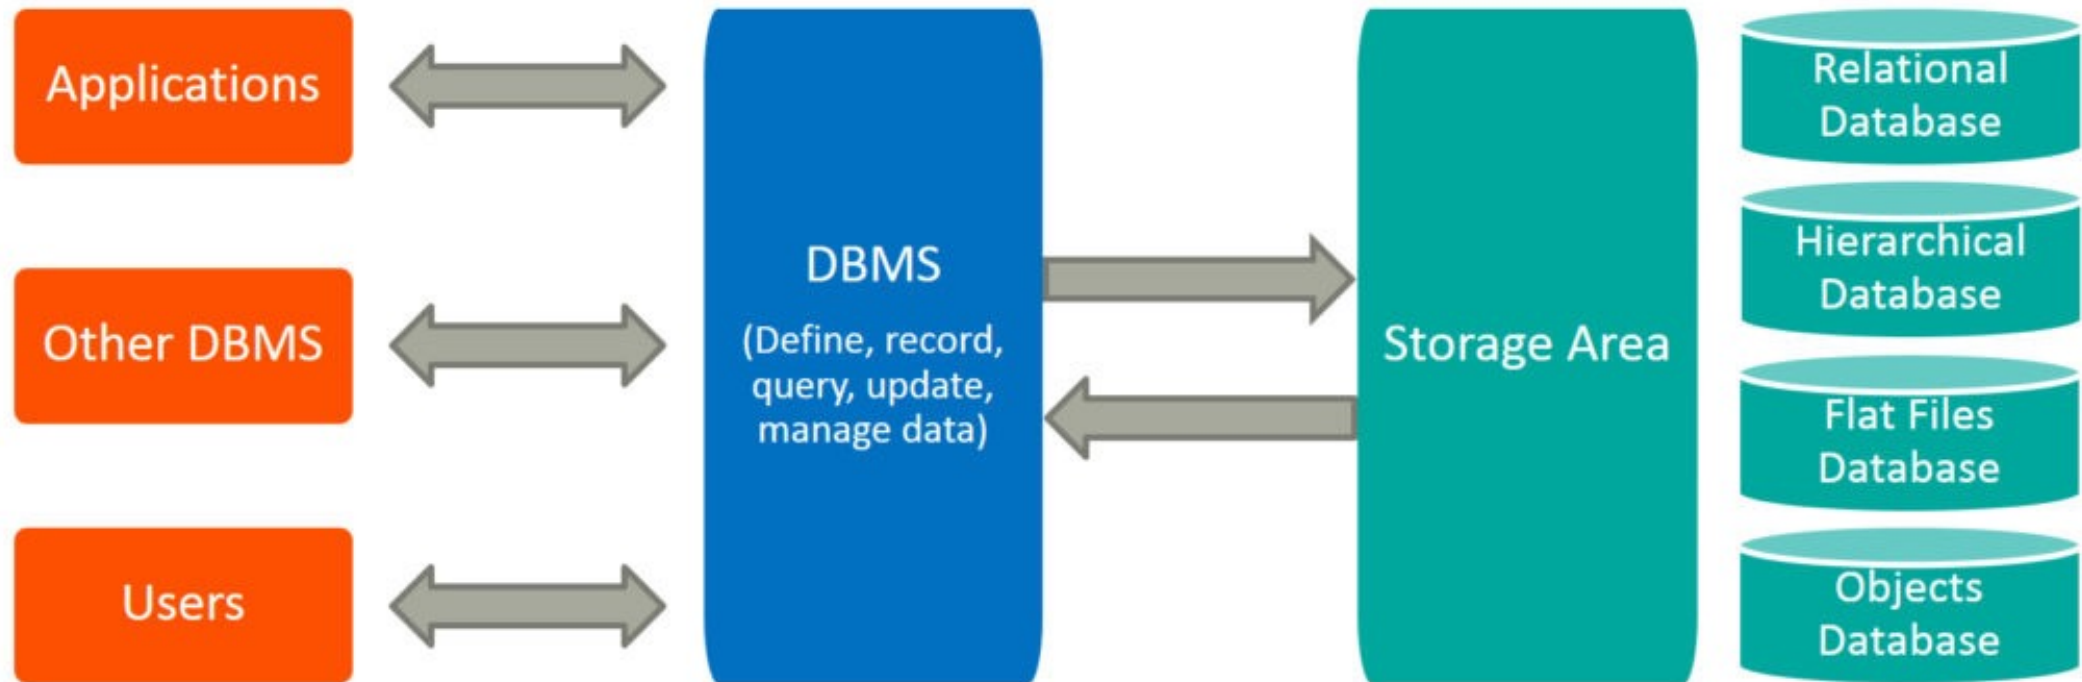 Applications
Other DBMS
Users
DBMS
(Define, record,
query, update,
manage data)
Storage Area
Relational
Database
Hierarchical
Database
Flat Files
Database
Objects
Database